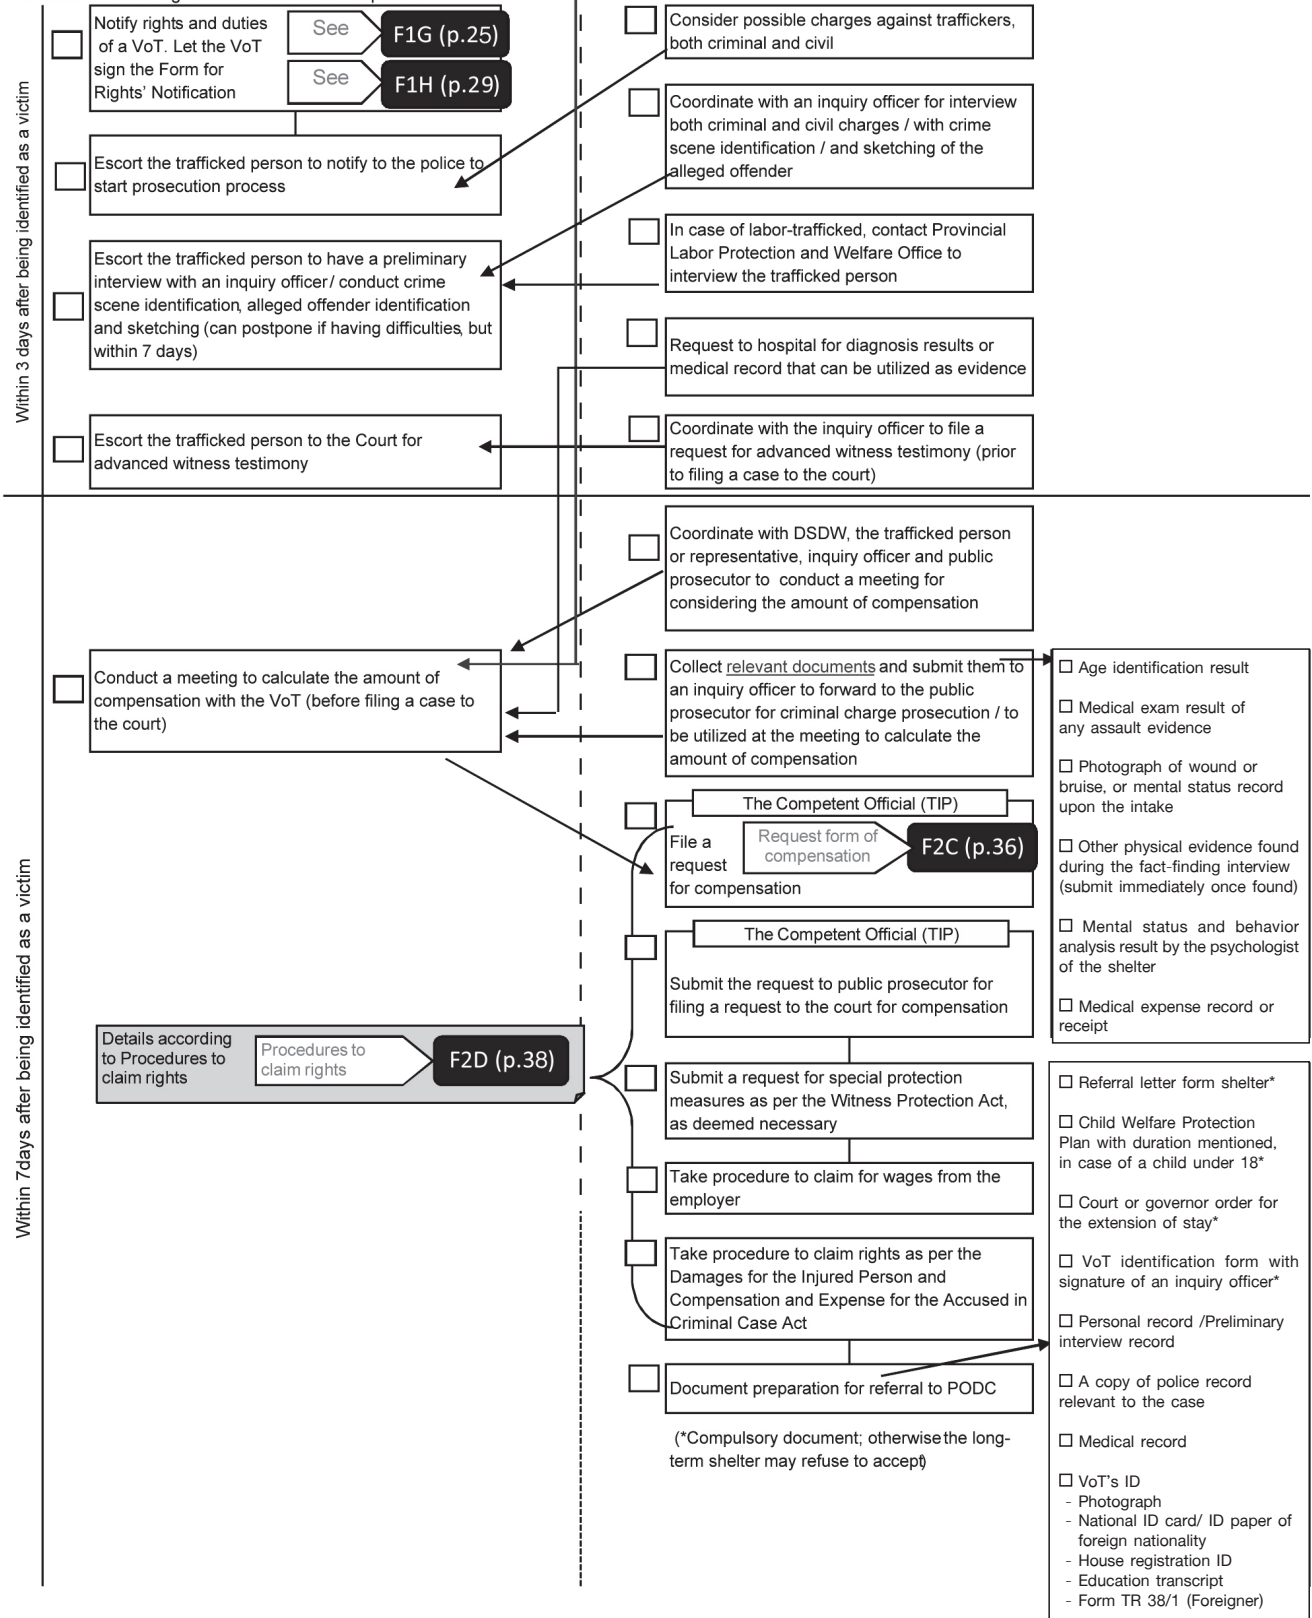 Within 3 days after being identified as a victim
Notify rights and duties
of a VoT. Let the VoT
sign the Form for
Rights' Notification
See
F1G (p.25)
See
F1H (p.29)
Escort the trafficked person to notify to the police to
start prosecution process
Escort the trafficked person to have a preliminary
interview with an inquiry officer/ conduct crime
scene identification, alleged offender identification
and sketching (can postpone if having difficulties, but
within 7 days)
Escort the trafficked person to the Court for
advanced witness testimony
Consider possible charges against traffickers,
both criminal and civil
Coordinate with an inquiry officer for interview
both criminal and civil charges / with crime
scene identification / and sketching of the
alleged offender
In case of labor-trafficked, contact Provincial
Labor Protection and Welfare Office to
interview the trafficked person
Request to hospital for diagnosis results or
medical record that can be utilized as evidence
Coordinate with the inquiry officer to file a
request for advanced witness testimony (prior
to filing a case to the court)
Within 7days after being identified as a victim
Conduct a meeting to calculate the amount of
compensation with the VoT (before filing a case to
the court)
Details according
to Procedures to
claim rights
Procedures to
claim rights
F2D (p.38)
Coordinate with DSDW, the trafficked person
or representative, inquiry officer and public
prosecutor to conduct a meeting for
considering the amount of compensation
Collect relevant documents and submit them to
an inquiry officer to forward to the public
prosecutor for criminal charge prosecution / to
be utilized at the meeting to calculate the
amount of compensation
The Competent Official (TIP)
File a
request
for compensation
Request form of
compensation
F2C (p.36)
The Competent Official (TIP)
Submit the request to public prosecutor for
filing a request to the court for compensation
Submit a request for special protection
measures as per the Witness Protection Act,
as deemed necessary
Take procedure to claim for wages from the
employer
Take procedure to claim rights as per the
Damages for the Injured Person and
Compensation and Expense for the Accused in
Criminal Case Act
Document preparation for referral to PODC
(*Compulsory document; otherwise the long-
term shelter may refuse to accept)
☐ Age identification result
☐ Medical exam result of
any assault evidence
☐ Photograph of wound or
bruise, or mental status record
upon the intake
☐ Other physical evidence found
during the fact-finding interview
(submit immediately once found)
☐ Mental status and behavior
analysis result by the psychologist
of the shelter
☐ Medical expense record or
receipt
☐ Referral letter form shelter*
☐ Child Welfare Protection
Plan with duration mentioned,
in case of a child under 18*
☐ Court or governor order for
the extension of stay*
☐ VoT identification form with
signature of an inquiry officer*
☐ Personal record /Preliminary
interview record
☐ A copy of police record
relevant to the case
☐ Medical record
☐ VoT's ID
- Photograph
- National ID card/ ID paper of
foreign nationality
- House registration ID
- Education transcript
- Form TR 38/1 (Foreigner)